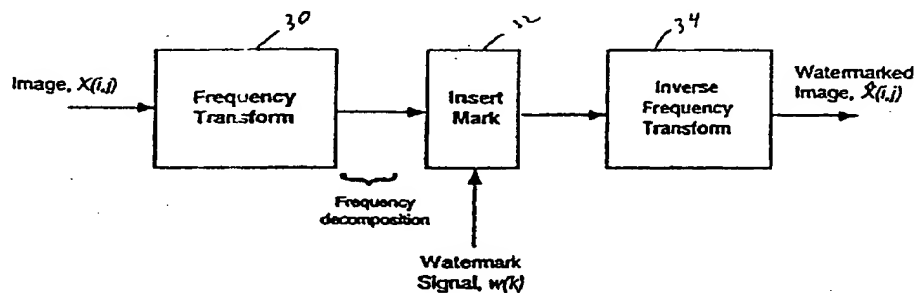 30
32
34
Image, X(i,j)
Frequency
Transform
Insert
Mark
Inverse
Frequency
Transform
Watermarked
Image, X̂(i,j)
Frequency
decomposition
Watermark
Signal, w(k)